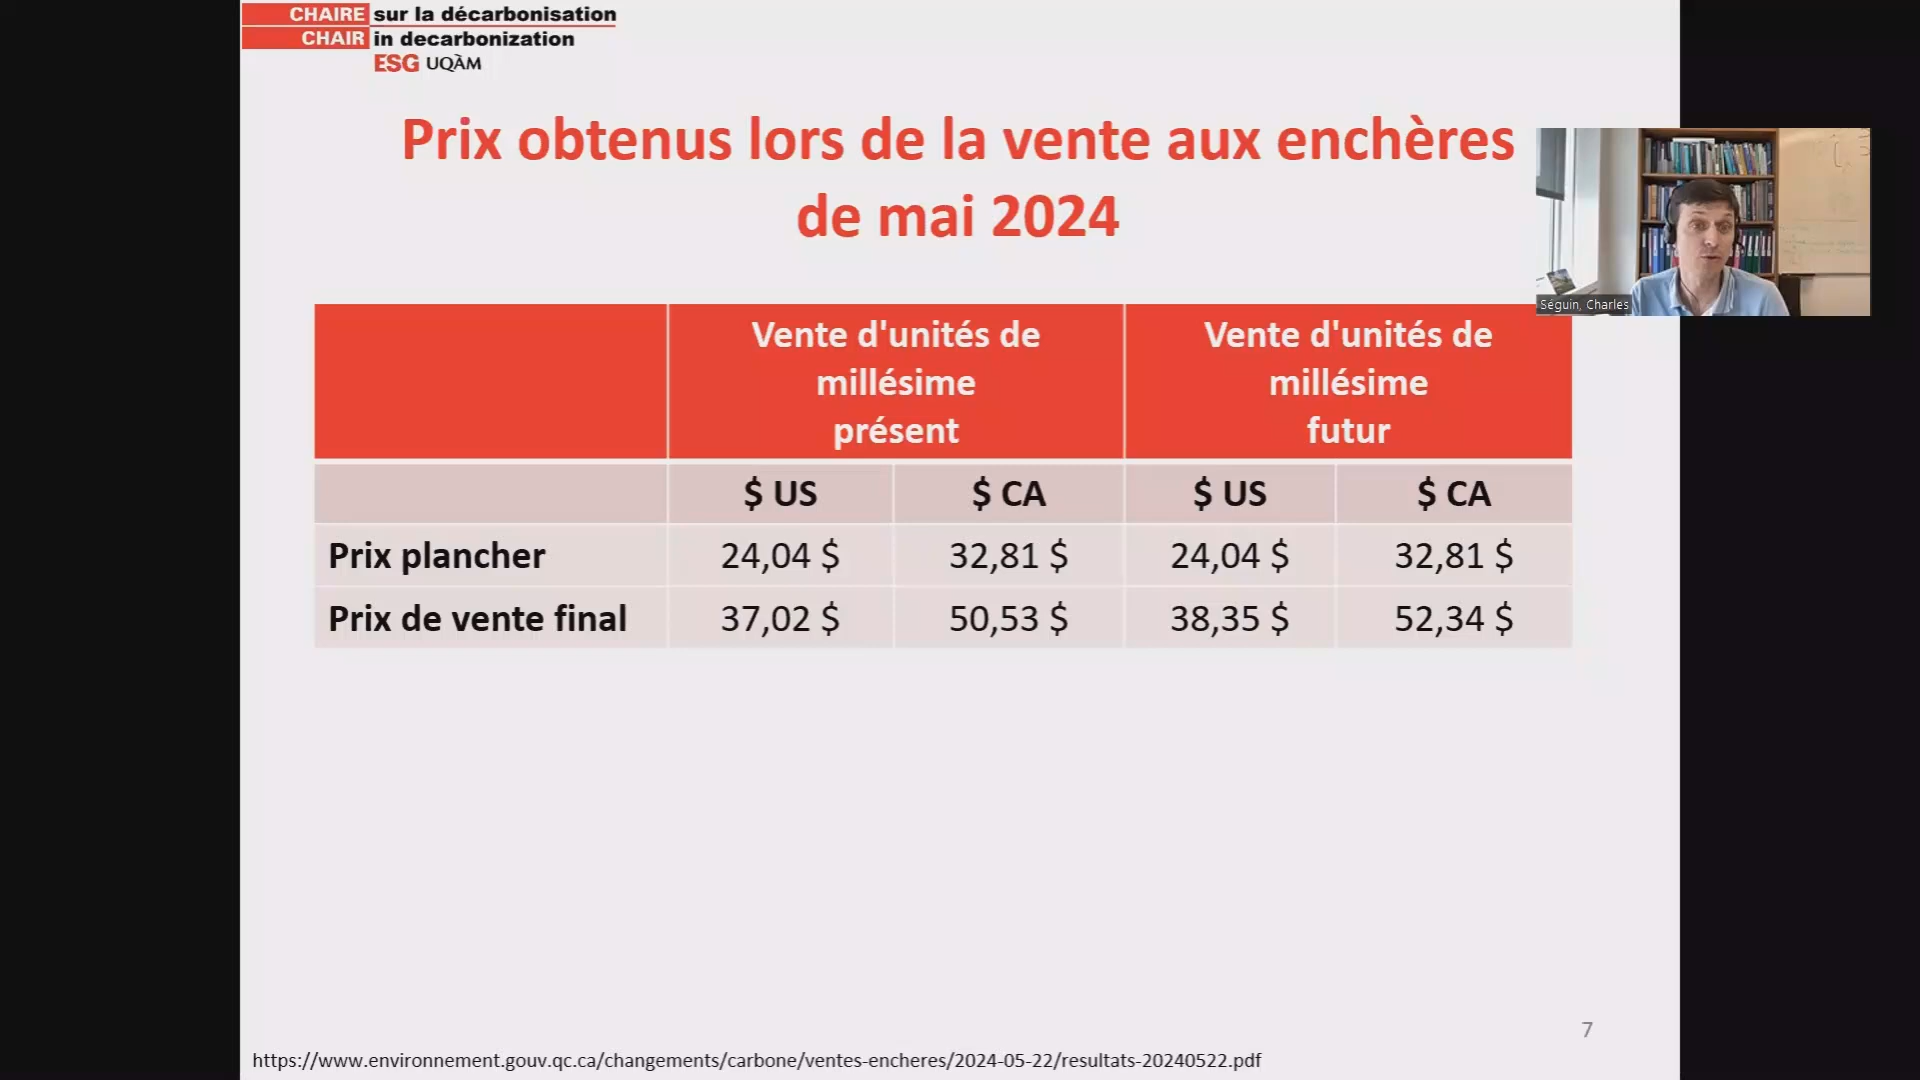 CHAIRE sur la décarbonisation
CHAIR in decarbonization
ESG UQÀM
Prix obtenus lors de la vente aux enchères
de mai 2024
Séguin, Charles
Vente d'unités de
millésime
présent
Vente d'unités de
millésime
futur
$ US $ CA $ US $ CA
Prix plancher 24,04 $ 32,81 $ 24,04 $ 32,81 $
Prix de vente final 37,02 $ 50,53 $ 38,35 $ 52,34 $
7
https://www.environnement.gouv.qc.ca/changements/carbone/ventes-encheres/2024-05-22/resultats-20240522.pdf